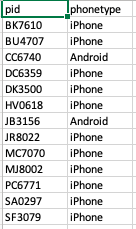 pid phonetype
BK7610 iPhone
BU4707 iPhone
CC6740 Android
DC6359 iPhone
DK3500 iPhone
HV0618 iPhone
JB3156 Android
JR8022 iPhone
MC7070 iPhone
MJ8002 iPhone
PC6771 iPhone
SA0297 iPhone
SF3079 iPhone